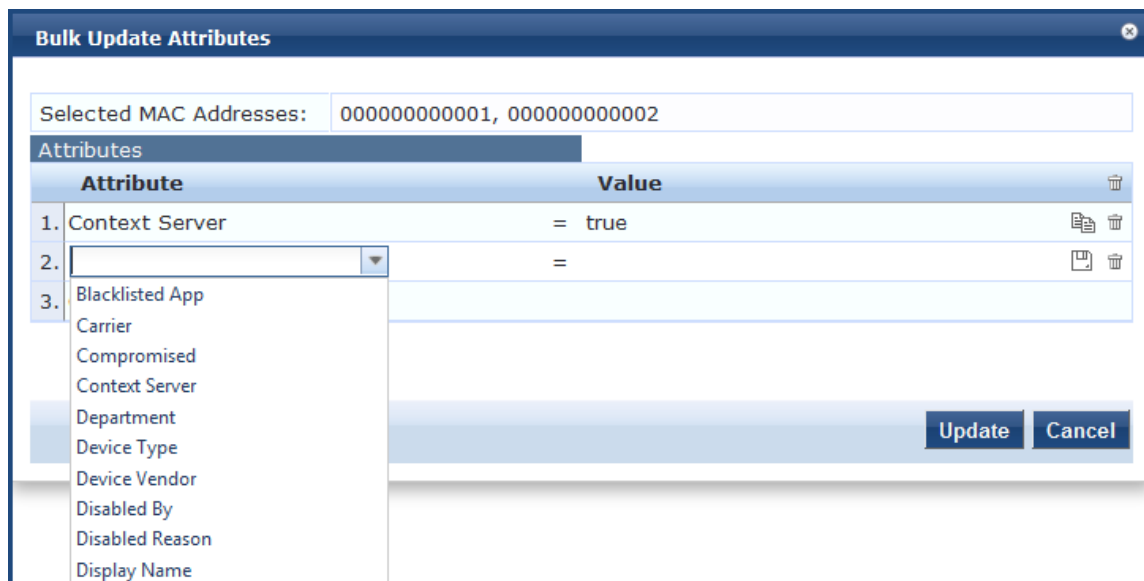 Bulk Update Attributes
Selected MAC Addresses: 000000000001, 000000000002
Attributes
Attribute Value
1. Context Server = true
2. =
3.
Blacklisted App
Carrier
Compromised
Context Server
Department
Device Type
Device Vendor
Disabled By
Disabled Reason
Display Name
Update Cancel